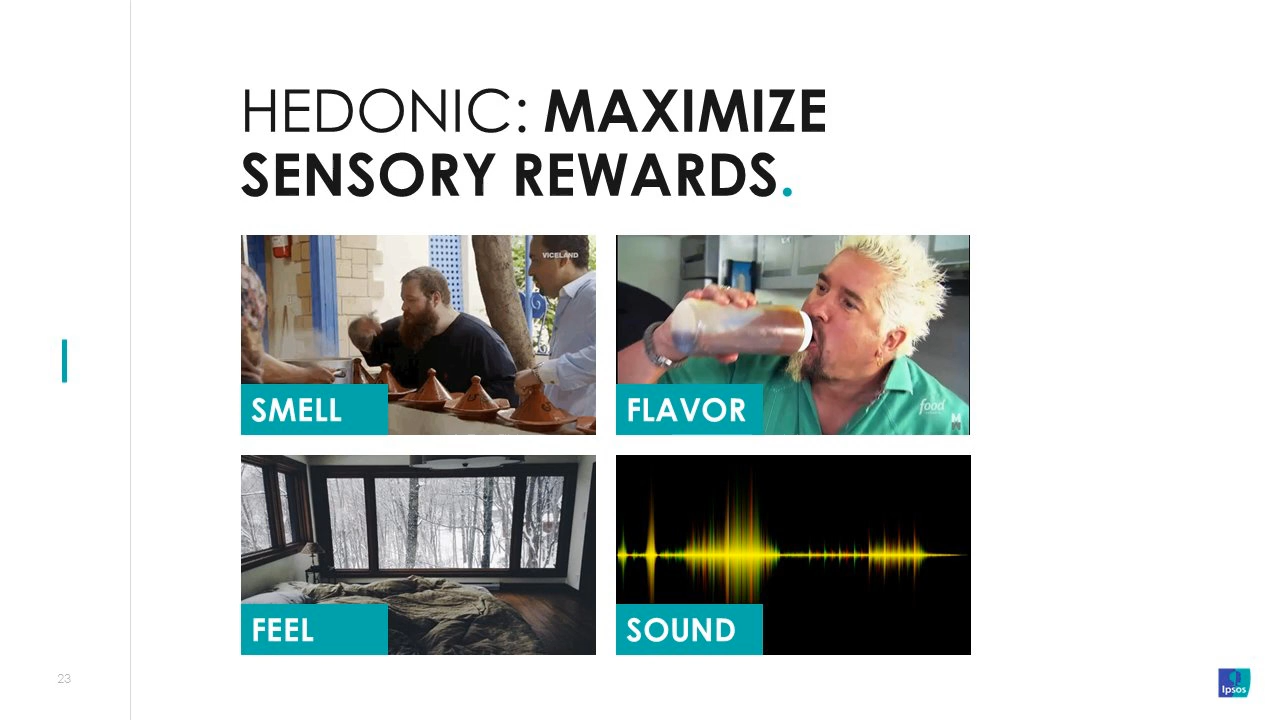 HEDONIC: MAXIMIZE
SENSORY REWARDS.
VICELAND
SMELL
food
FLAVOR
FEEL
SOUND
23
Ipsos